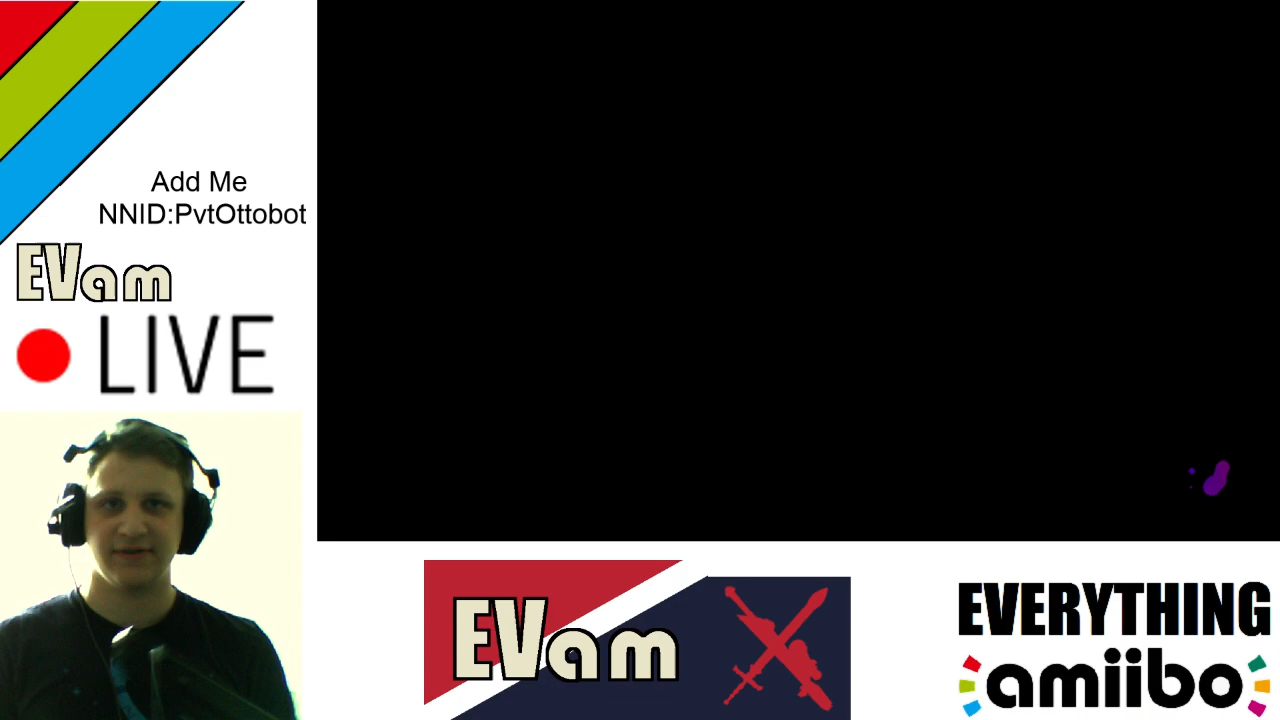 Add Me
NNID:PvtOttobot
EVam
LIVE
EVam
EVERYTHING
amiibo